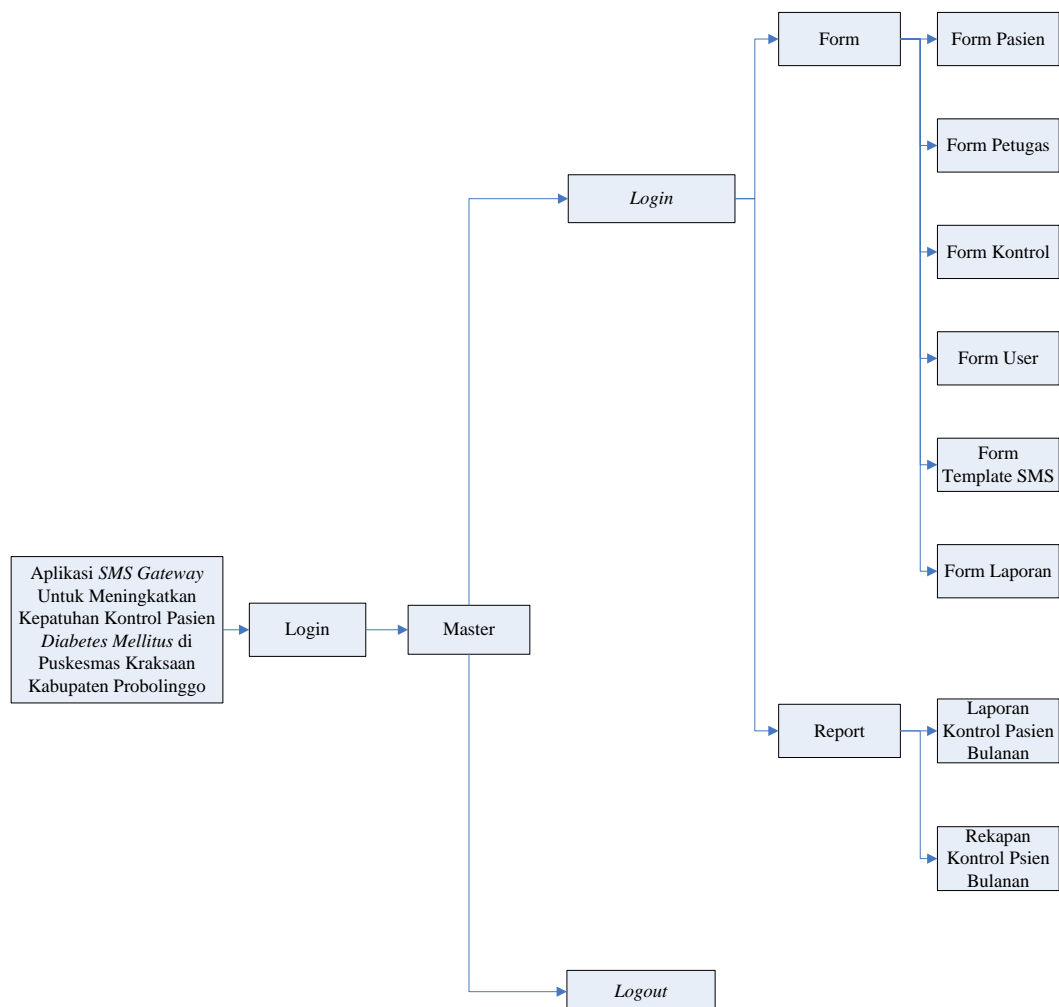 Form
Form Pasien
Form Petugas
Login
Form Kontrol
Form User
Form
Template SMS
Form Laporan
Aplikasi SMS Gateway
Untuk Meningkatkan
Kepatuhan Kontrol Pasien
Diabetes Mellitus di
Puskesmas Kraksaan
Kabupaten Probolinggo
Login
Master
Report
Laporan
Kontrol Pasien
Bulanan
Rekapan
Kontrol Psien
Bulanan
Logout